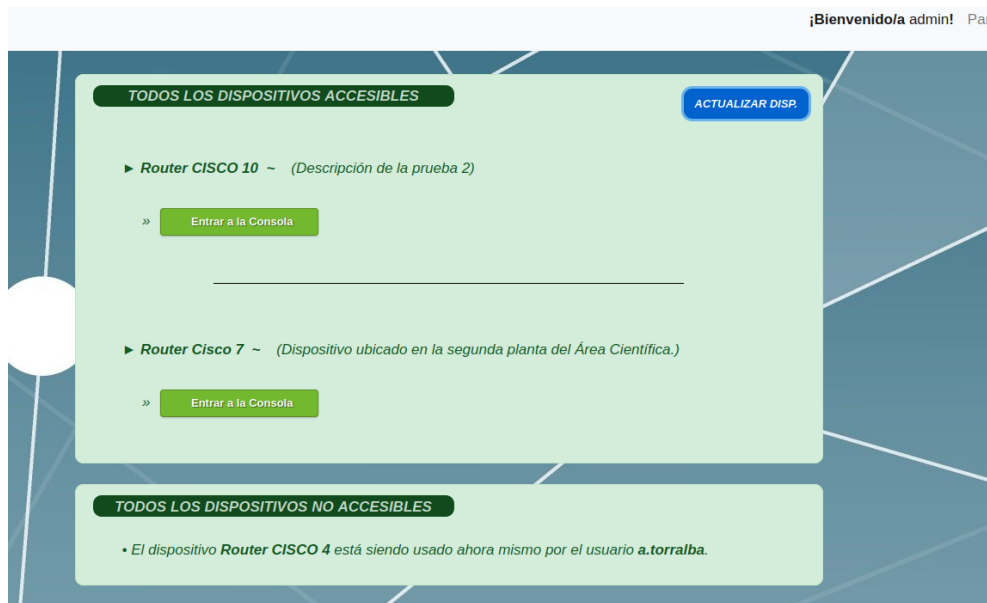 ¡Bienvenido/a admin!
TODOS LOS DISPOSITIVOS ACCESIBLES
ACTUALIZAR DISP.
► Router CISCO 10 ~ (Descripción de la prueba 2)
» Entrar a la Consola
► Router Cisco 7 ~ (Dispositivo ubicado en la segunda planta del Área Científica.)
» Entrar a la Consola
TODOS LOS DISPOSITIVOS NO ACCESIBLES
• El dispositivo Router CISCO 4 está siendo usado ahora mismo por el usuario a.torralba.